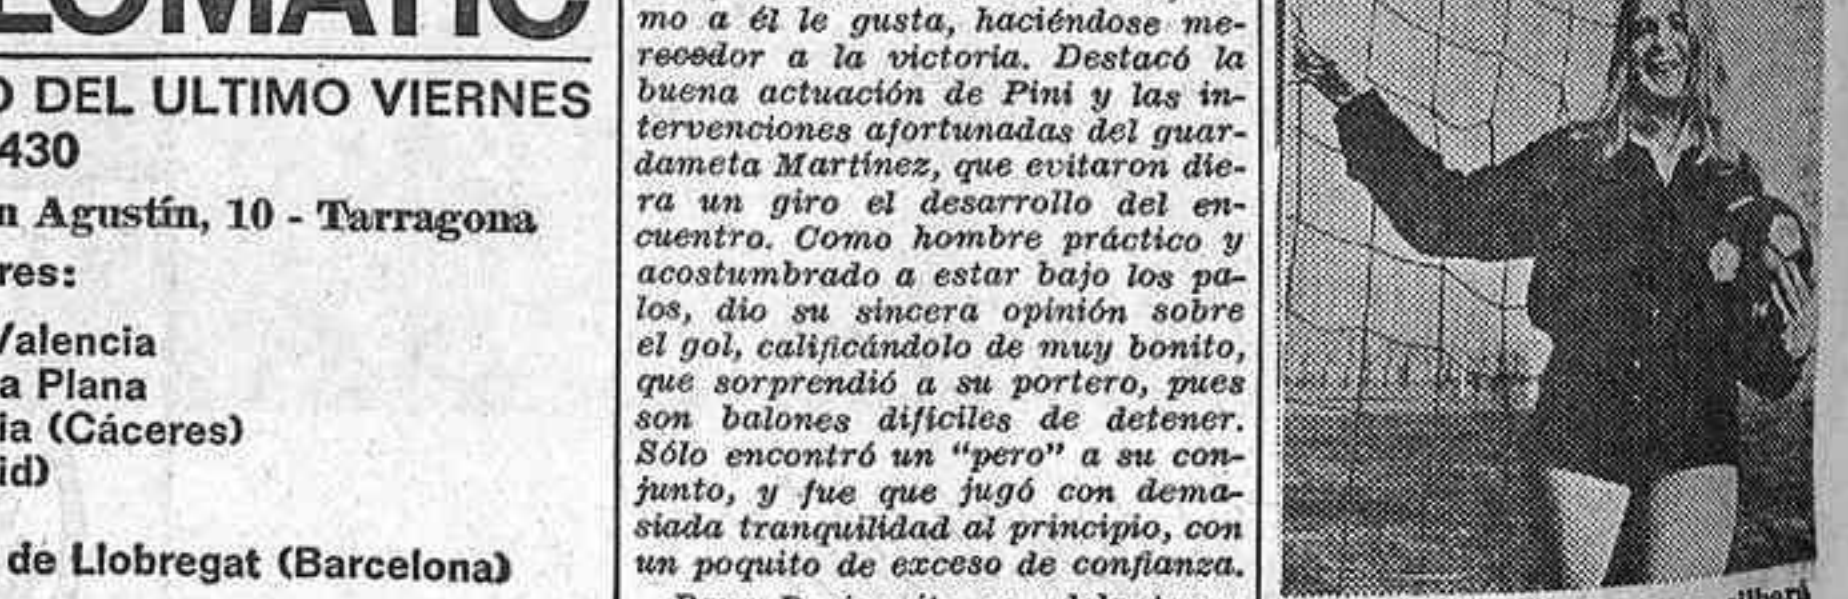 DEL ULTIMO VIERNES
430
Agustín, 10 - Tarragona
Valencia
Plana
(Cáceres)
de Llobregat (Barcelona)
mo a él le gusta, haciéndose me-
recedor a la victoria. Destacó la
buena actuación de Pini y las in-
tervenciones afortunadas del guar-
dameta Martínez, que evitaron die-
ra un giro el desarrollo del en-
cuentro. Como hombre práctico y
acostumbrado a estar bajo los pa-
los, dio su sincera opinión sobre
el gol, calificándolo de muy bonito,
que sorprendió a su portero, pues
son balones difíciles de detener.
Sólo encontró un "pero" a su con-
junto, y fue que jugó con dema-
siada tranquilidad al principio, con
un poquito de exceso de confianza.